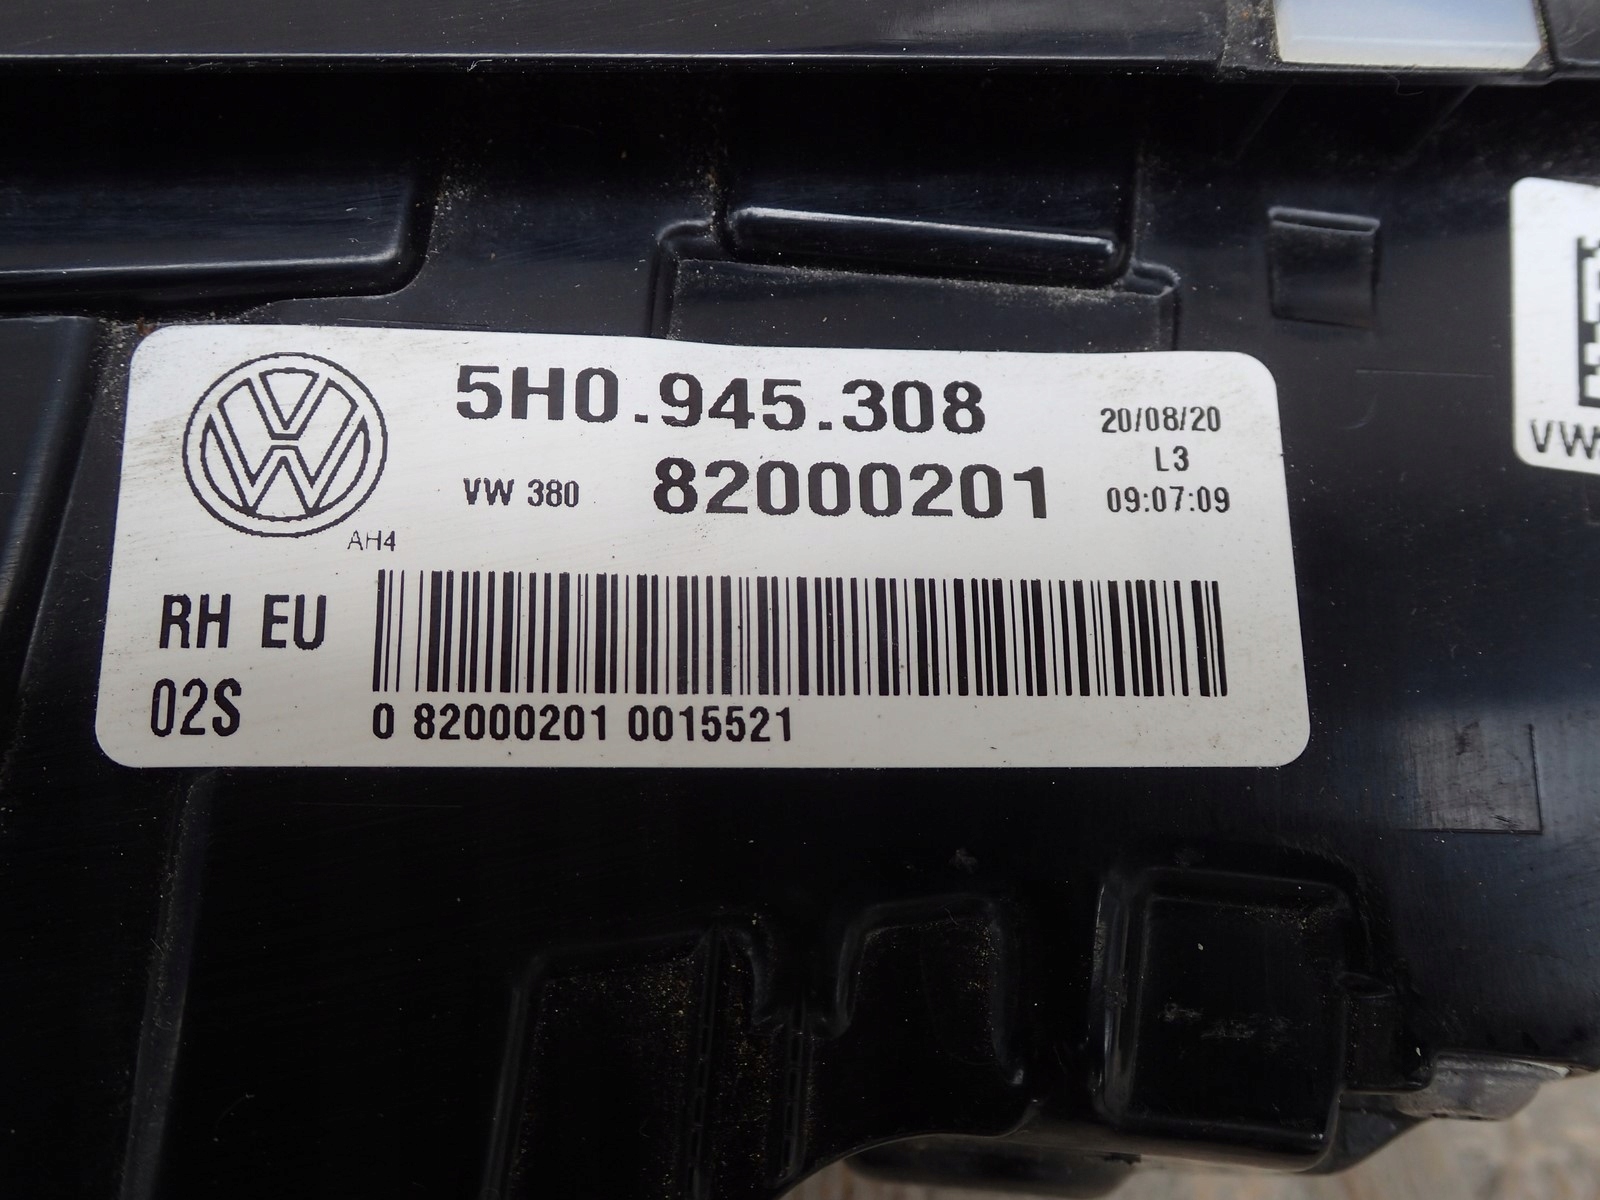 5H0.945.308
20/08/20
VW 380 82000201
L3
09:07:09
AH4
RH EU
02S
0 82000201 0015521
VW